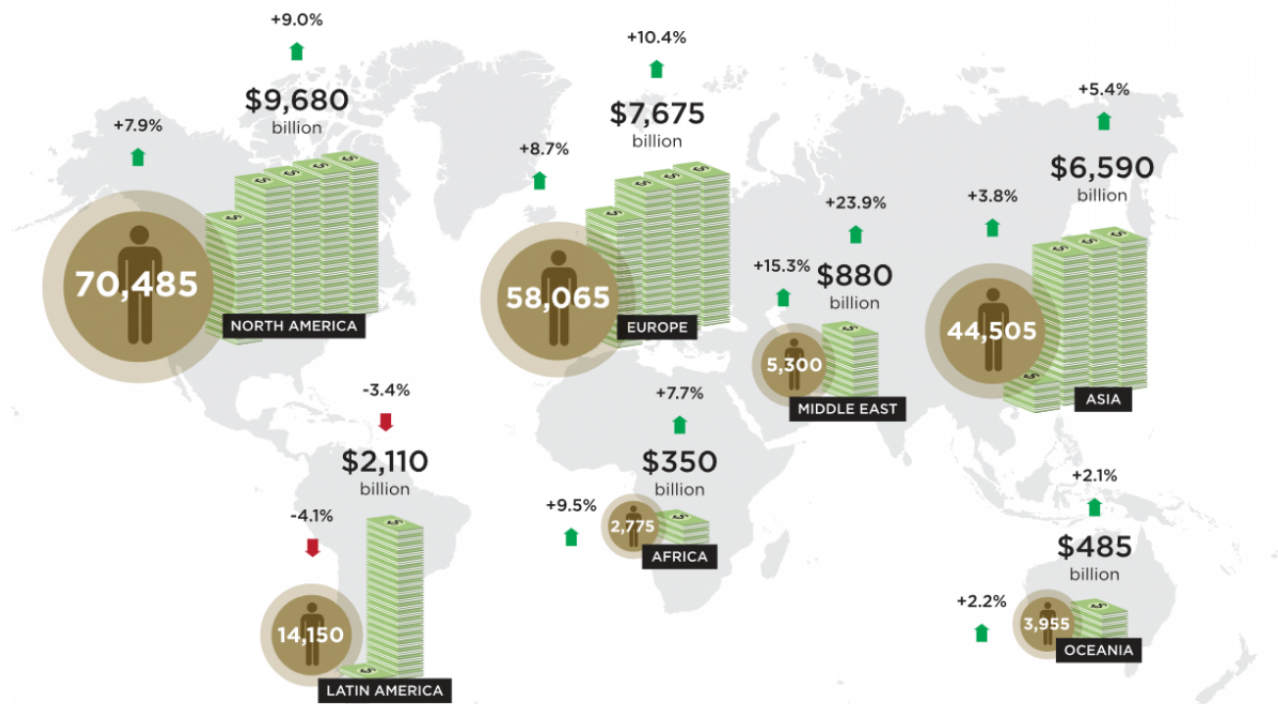 +9.0%
$9,680
billion
+7.9%
70,485
NORTH AMERICA
+10.4%
$7,675
billion
+8.7%
58,065
EUROPE
+23.9%
$880
billion
+15.3%
5,300
MIDDLE EAST
+5.4%
$6,590
billion
+3.8%
44,505
ASIA
-3.4%
$2,110
billion
-4.1%
14,150
LATIN AMERICA
+7.7%
$350
billion
+9.5%
2,775
AFRICA
+2.1%
$485
billion
+2.2%
3,955
OCEANIA